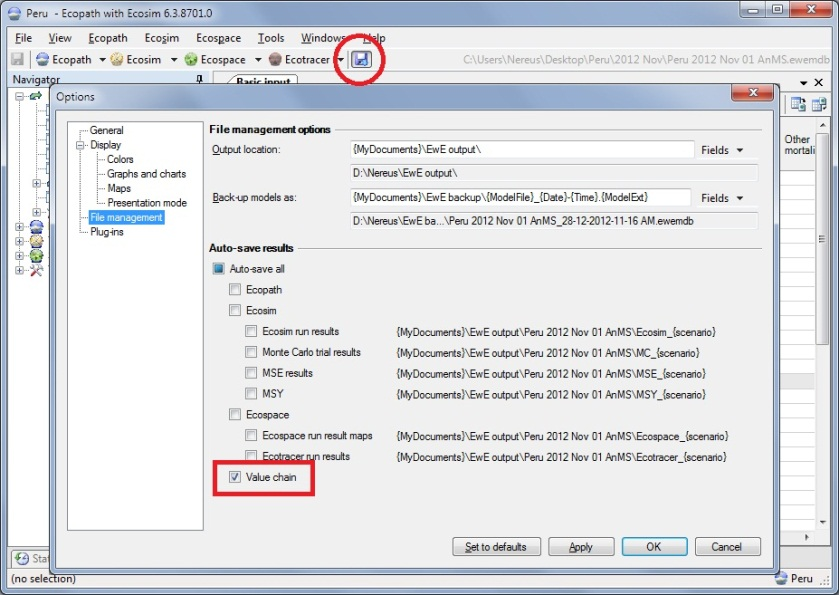 Peru - Ecopath with Ecosim 6.3.8701.0
File View Ecopath Ecosim Ecospace Tools Windows Help
Ecopath Ecosim Ecospace Ecotracer C:\Users\Nereus\Desktop\Peru\2012 Nov\Peru 2012 Nov 01 AnMS.ewemdb
Navigator Basic input
Options
Other
mortali
General
Display
Colors
Graphs and charts
Maps
Presentation mode
File management
Plug-ins
File management options
Output location: {MyDocuments}\EwE output\ Fields
D:\Nereus\EwE output\
Back-up models as: {MyDocuments}\EwE backup\{ModelFile}_{Date}-{Time}.{ModelExt} Fields
D:\Nereus\EwE ba...\Peru 2012 Nov 01 AnMS_28-12-2012-11-16 AM.ewemdb
Auto-save results
Auto-save all
Ecopath
Ecosim
Ecosim run results {MyDocuments}\EwE output\Peru 2012 Nov 01 AnMS\Ecosim_{scenario}
Monte Carlo trial results {MyDocuments}\EwE output\Peru 2012 Nov 01 AnMS\MC_{scenario}
MSE results {MyDocuments}\EwE output\Peru 2012 Nov 01 AnMS\MSE_{scenario}
MSY {MyDocuments}\EwE output\Peru 2012 Nov 01 AnMS\MSY_{scenario}
Ecospace
Ecospace run result maps {MyDocuments}\EwE output\Peru 2012 Nov 01 AnMS\Ecospace_{scenario}
Ecotracer run results {MyDocuments}\EwE output\Peru 2012 Nov 01 AnMS\Ecotracer_{scenario}
Value chain
Set to defaults Apply OK Cancel
Stat
(no selection) Peru